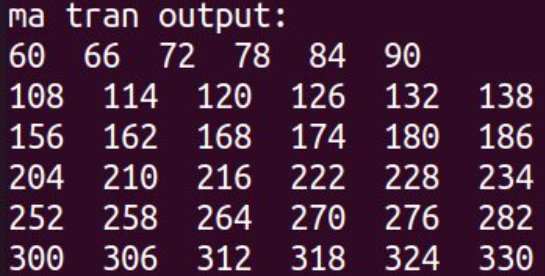 ma tran output:
60 66 72 78 84 90
108 114 120 126 132 138
156 162 168 174 180 186
204 210 216 222 228 234
252 258 264 270 276 282
300 306 312 318 324 330